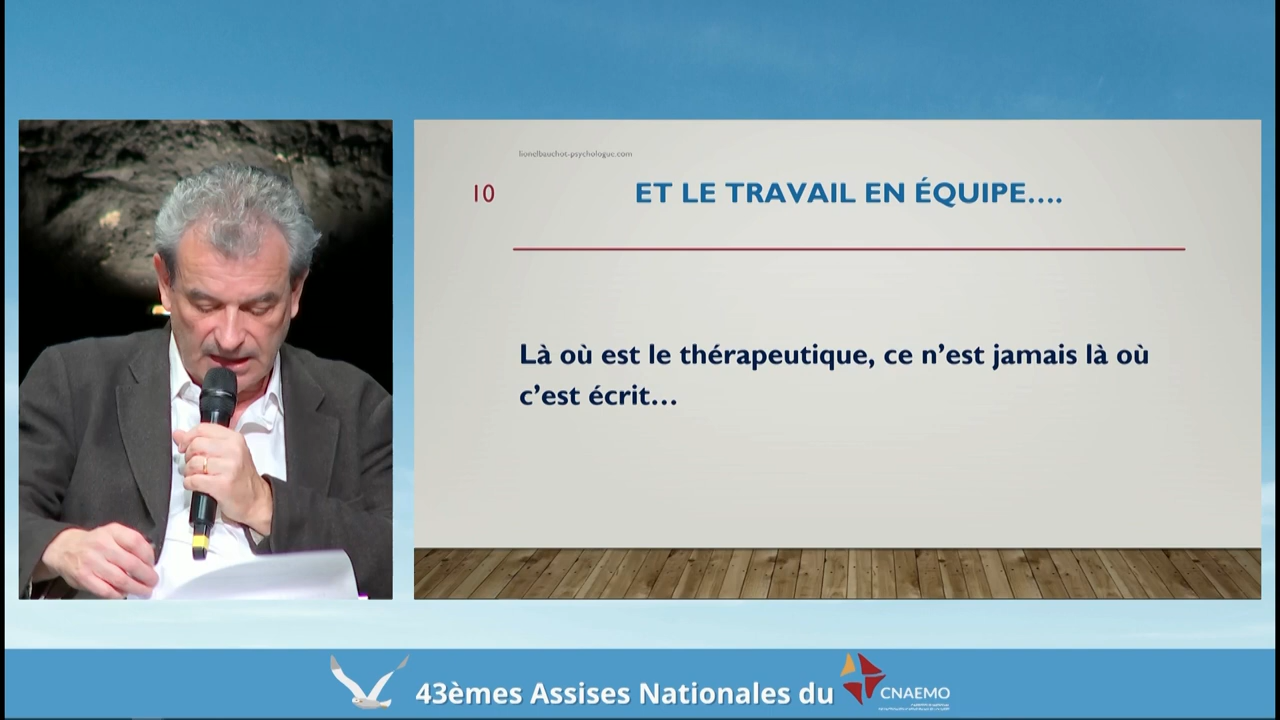 lionelbauchot-psychologue.com
10
ET LE TRAVAIL EN ÉQUIPE....
Là où est le thérapeutique, ce n’est jamais là où
c’est écrit...
43èmes Assises Nationales du
CNAEMO